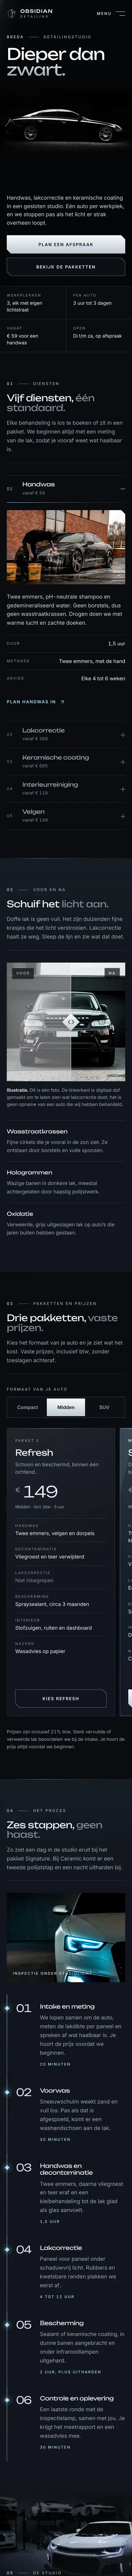 OBSIDIAN
DETAILING
MENU
BREDA
DETAILINGSTUDIO
Dieper dan
zwart.
Handwas, lakcorrectie en keramische coating
in een gesloten studio. Eén auto per werkplek,
en we stoppen pas als het licht er strak
overheen loopt.
PLAN EEN AFSPRAAK
BEKIJK DE PAKKETTEN
WERKPLEKKEN
3, elk met eigen
lichtstraat
PER AUTO
3 uur tot 3 dagen
VANAF
€ 59 voor een
handwas
OPEN
Di t/m za, op afspraak
01
DIENSTEN
Vijf diensten, één
standaard.
Elke behandeling is los te boeken of zit in een
pakket. We beginnen altijd met een meting
van de lak, zodat je vooraf weet wat haalbaar
is.
01
Handwas
vanaf € 59
Twee emmers, pH-neutrale shampoo en
gedemineraliseerd water. Geen borstels, dus
geen wasstraatkrassen. Drogen doen we met
warme lucht en zachte doeken.
DUUR
1,5 uur
METHODE
Twee emmers, met de hand
ADVIES
Elke 4 tot 6 weken
PLAN HANDWAS IN
02
Lakcorrectie
vanaf € 389
03
Keramische coating
vanaf € 695
04
Interieurreiniging
vanaf € 119
05
Velgen
vanaf € 149
02
VOOR EN NA
Schuif het licht aan.
Doffe lak is geen vuil. Het zijn duizenden fijne
krasjes die het licht verstrooien. Lakcorrectie
haalt ze weg. Sleep de lijn en zie wat dat doet.
VOOR
NA
Illustratie. Dit is één foto. De linkerkant is digitaal dof
gemaakt om te laten zien wat lakcorrectie doet; het is
geen opname van een auto die wij hebben behandeld.
Wasstraatkrassen
Fijne cirkels die je vooral in de zon ziet. Ze
ontstaan door borstels en vuile sponzen.
Hologrammen
Wazige banen in donkere lak, meestal
achtergelaten door haastig polijstwerk.
Oxidatie
Verweerde, grijs uitgeslagen lak op auto's die
jaren buiten hebben gestaan.
03
PAKKETTEN EN PRIJZEN
Drie pakketten, vaste
prijzen.
Kies het formaat van je auto en je ziet wat het
kost. Vaste prijzen, inclusief btw, zonder
toeslagen achteraf.
FORMAAT VAN JE AUTO
Compact
Midden
SUV
PAKKET 1
Refresh
Schoon en beschermd, binnen één
ochtend.
€ 149
Midden · incl. btw · 3 uur
HANDWAS
Twee emmers, velgen en dorpels
DECONTAMINATIE
Vliegroest en teer verwijderd
LAKCORRECTIE
Niet inbegrepen
BESCHERMING
Spraysealant, circa 3 maanden
INTERIEUR
Stofzuigen, ruiten en dashboard
NAZORG
Wasadvies op papier
KIES REFRESH
Prijzen zijn inclusief 21% btw. Sterk vervuilde of
zwaar bekraste lak beoordelen we bij de intake. Je hoort de
prijs altijd voordat we beginnen.
04
HET PROCES
Zes stappen, geen
haast.
Zo ziet een dag in de studio eruit bij het
pakket Signature. Bij Ceramic komt er een
tweede polijststap en een nacht uitharden bij.
03
Handwas en
decontaminatie
01
Intake en meting
We lopen samen om de auto,
meten de lakdikte per paneel en
spreken af wat haalbaar is. Je
hoort de prijs voordat we
beginnen.
20 MINUTEN
02
Voorwas
Sneeuwschuim weekt zand en
vuil los. Pas als dat is
afgespoeld, komt er een
washandschoen aan de lak.
30 MINUTEN
Twee emmers, daarna vliegroest
en teer eraf en een
kleibehandeling tot de lak glad
als glas aanvoelt.
1,5 UUR
04
Lakcorrectie
Paneel voor paneel onder
schaduwvrij licht. Rubbers en
kwetsbare randen plakken we
eerst af.
4 TOT 12 UUR
05
Bescherming
Sealant of keramische coating, in
dunne banen aangebracht en
onder infraroodlampen
uitgehard.
2 UUR, PLUS UITHARDEN
06
Controle en oplevering
Een laatste ronde met de
inspectielamp, samen met jou. Je
krijgt het meetrapport en een
wasadvies mee.
30 MINUTEN
05
DE STUDIO